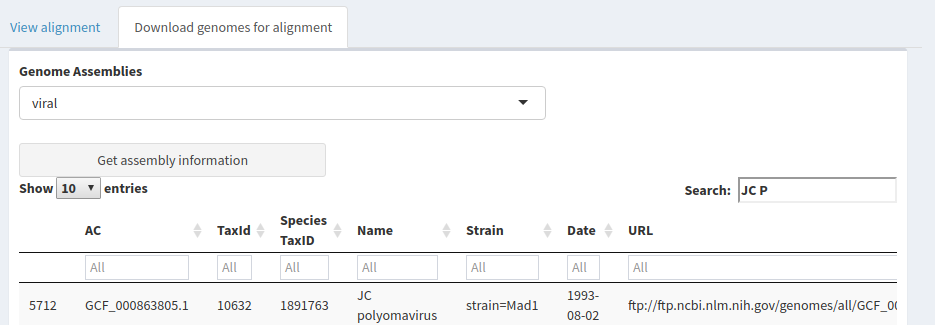 View alignment Download genomes for alignment
Genome Assemblies
viral
Get assembly information
Show 10 entries Search: JC P
AC TaxId Species TaxID Name Strain Date URL
All All All All All All All
5712 GCF_000863805.1 10632 1891763 JC polyomavirus strain=Mad1 1993-08-02 ftp://ftp.ncbi.nlm.nih.gov/genomes/all/GCF_00